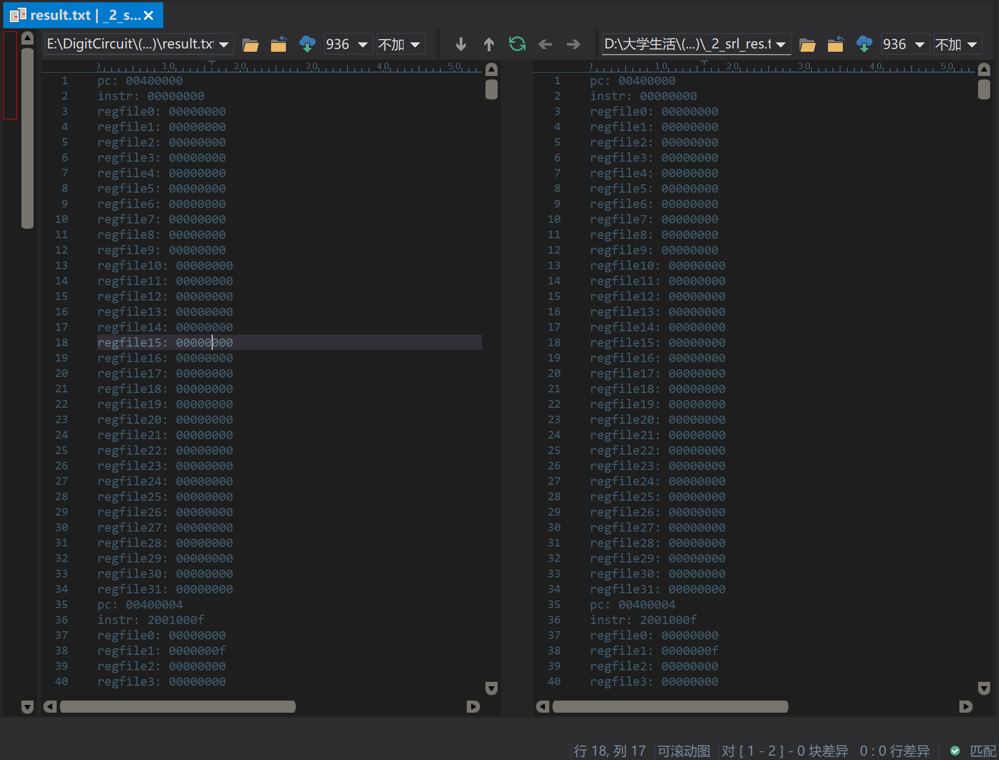 result.txt | _2_s...
E:\DigitCircuit\(...)\result.txt 936 不加 D:\大学生活\(...)\_2_srl_res.t 936 不加
0 10 20 30 40 50 0 10 20 30 40 50
1 pc: 00400000 1 pc: 00400000
2 instr: 00000000 2 instr: 00000000
3 regfile0: 00000000 3 regfile0: 00000000
4 regfile1: 00000000 4 regfile1: 00000000
5 regfile2: 00000000 5 regfile2: 00000000
6 regfile3: 00000000 6 regfile3: 00000000
7 regfile4: 00000000 7 regfile4: 00000000
8 regfile5: 00000000 8 regfile5: 00000000
9 regfile6: 00000000 9 regfile6: 00000000
10 regfile7: 00000000 10 regfile7: 00000000
11 regfile8: 00000000 11 regfile8: 00000000
12 regfile9: 00000000 12 regfile9: 00000000
13 regfile10: 00000000 13 regfile10: 00000000
14 regfile11: 00000000 14 regfile11: 00000000
15 regfile12: 00000000 15 regfile12: 00000000
16 regfile13: 00000000 16 regfile13: 00000000
17 regfile14: 00000000 17 regfile14: 00000000
18 regfile15: 00000000 18 regfile15: 00000000
19 regfile16: 00000000 19 regfile16: 00000000
20 regfile17: 00000000 20 regfile17: 00000000
21 regfile18: 00000000 21 regfile18: 00000000
22 regfile19: 00000000 22 regfile19: 00000000
23 regfile20: 00000000 23 regfile20: 00000000
24 regfile21: 00000000 24 regfile21: 00000000
25 regfile22: 00000000 25 regfile22: 00000000
26 regfile23: 00000000 26 regfile23: 00000000
27 regfile24: 00000000 27 regfile24: 00000000
28 regfile25: 00000000 28 regfile25: 00000000
29 regfile26: 00000000 29 regfile26: 00000000
30 regfile27: 00000000 30 regfile27: 00000000
31 regfile28: 00000000 31 regfile28: 00000000
32 regfile29: 00000000 32 regfile29: 00000000
33 regfile30: 00000000 33 regfile30: 00000000
34 regfile31: 00000000 34 regfile31: 00000000
35 pc: 00400004 35 pc: 00400004
36 instr: 2001000f 36 instr: 2001000f
37 regfile0: 00000000 37 regfile0: 00000000
38 regfile1: 0000000f 38 regfile1: 0000000f
39 regfile2: 00000000 39 regfile2: 00000000
40 regfile3: 00000000 40 regfile3: 00000000
行 18, 列 17 可滚动图 对 [ 1 - 2 ] - 0 块差异 0 : 0 行差异 匹配